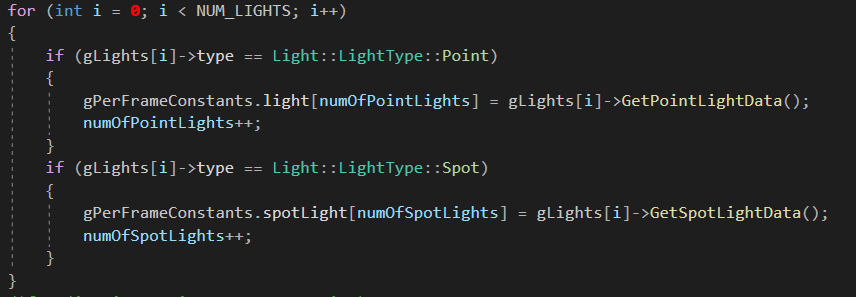 for (int i = 0; i < NUM_LIGHTS; i++)
{
    if (gLights[i]->type == Light::LightType::Point)
    {
        gPerFrameConstants.light[numOfPointLights] = gLights[i]->GetPointLightData();
        numOfPointLights++;
    }
    if (gLights[i]->type == Light::LightType::Spot)
    {
        gPerFrameConstants.spotLight[numOfSpotLights] = gLights[i]->GetSpotLightData();
        numOfSpotLights++;
    }
}